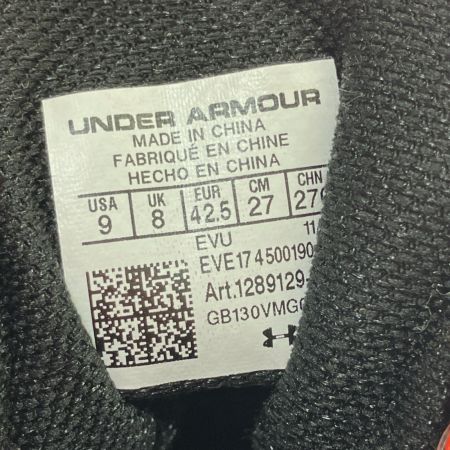 UNDER ARMOUR
MADE IN CHINA
FABRIQUÉ EN CHINE
HECHO EN CHINA
USA UK EUR CM CHN
9 8 42.5 27
EVU 11
EVE174500190
Art.1289129
GB130VMG